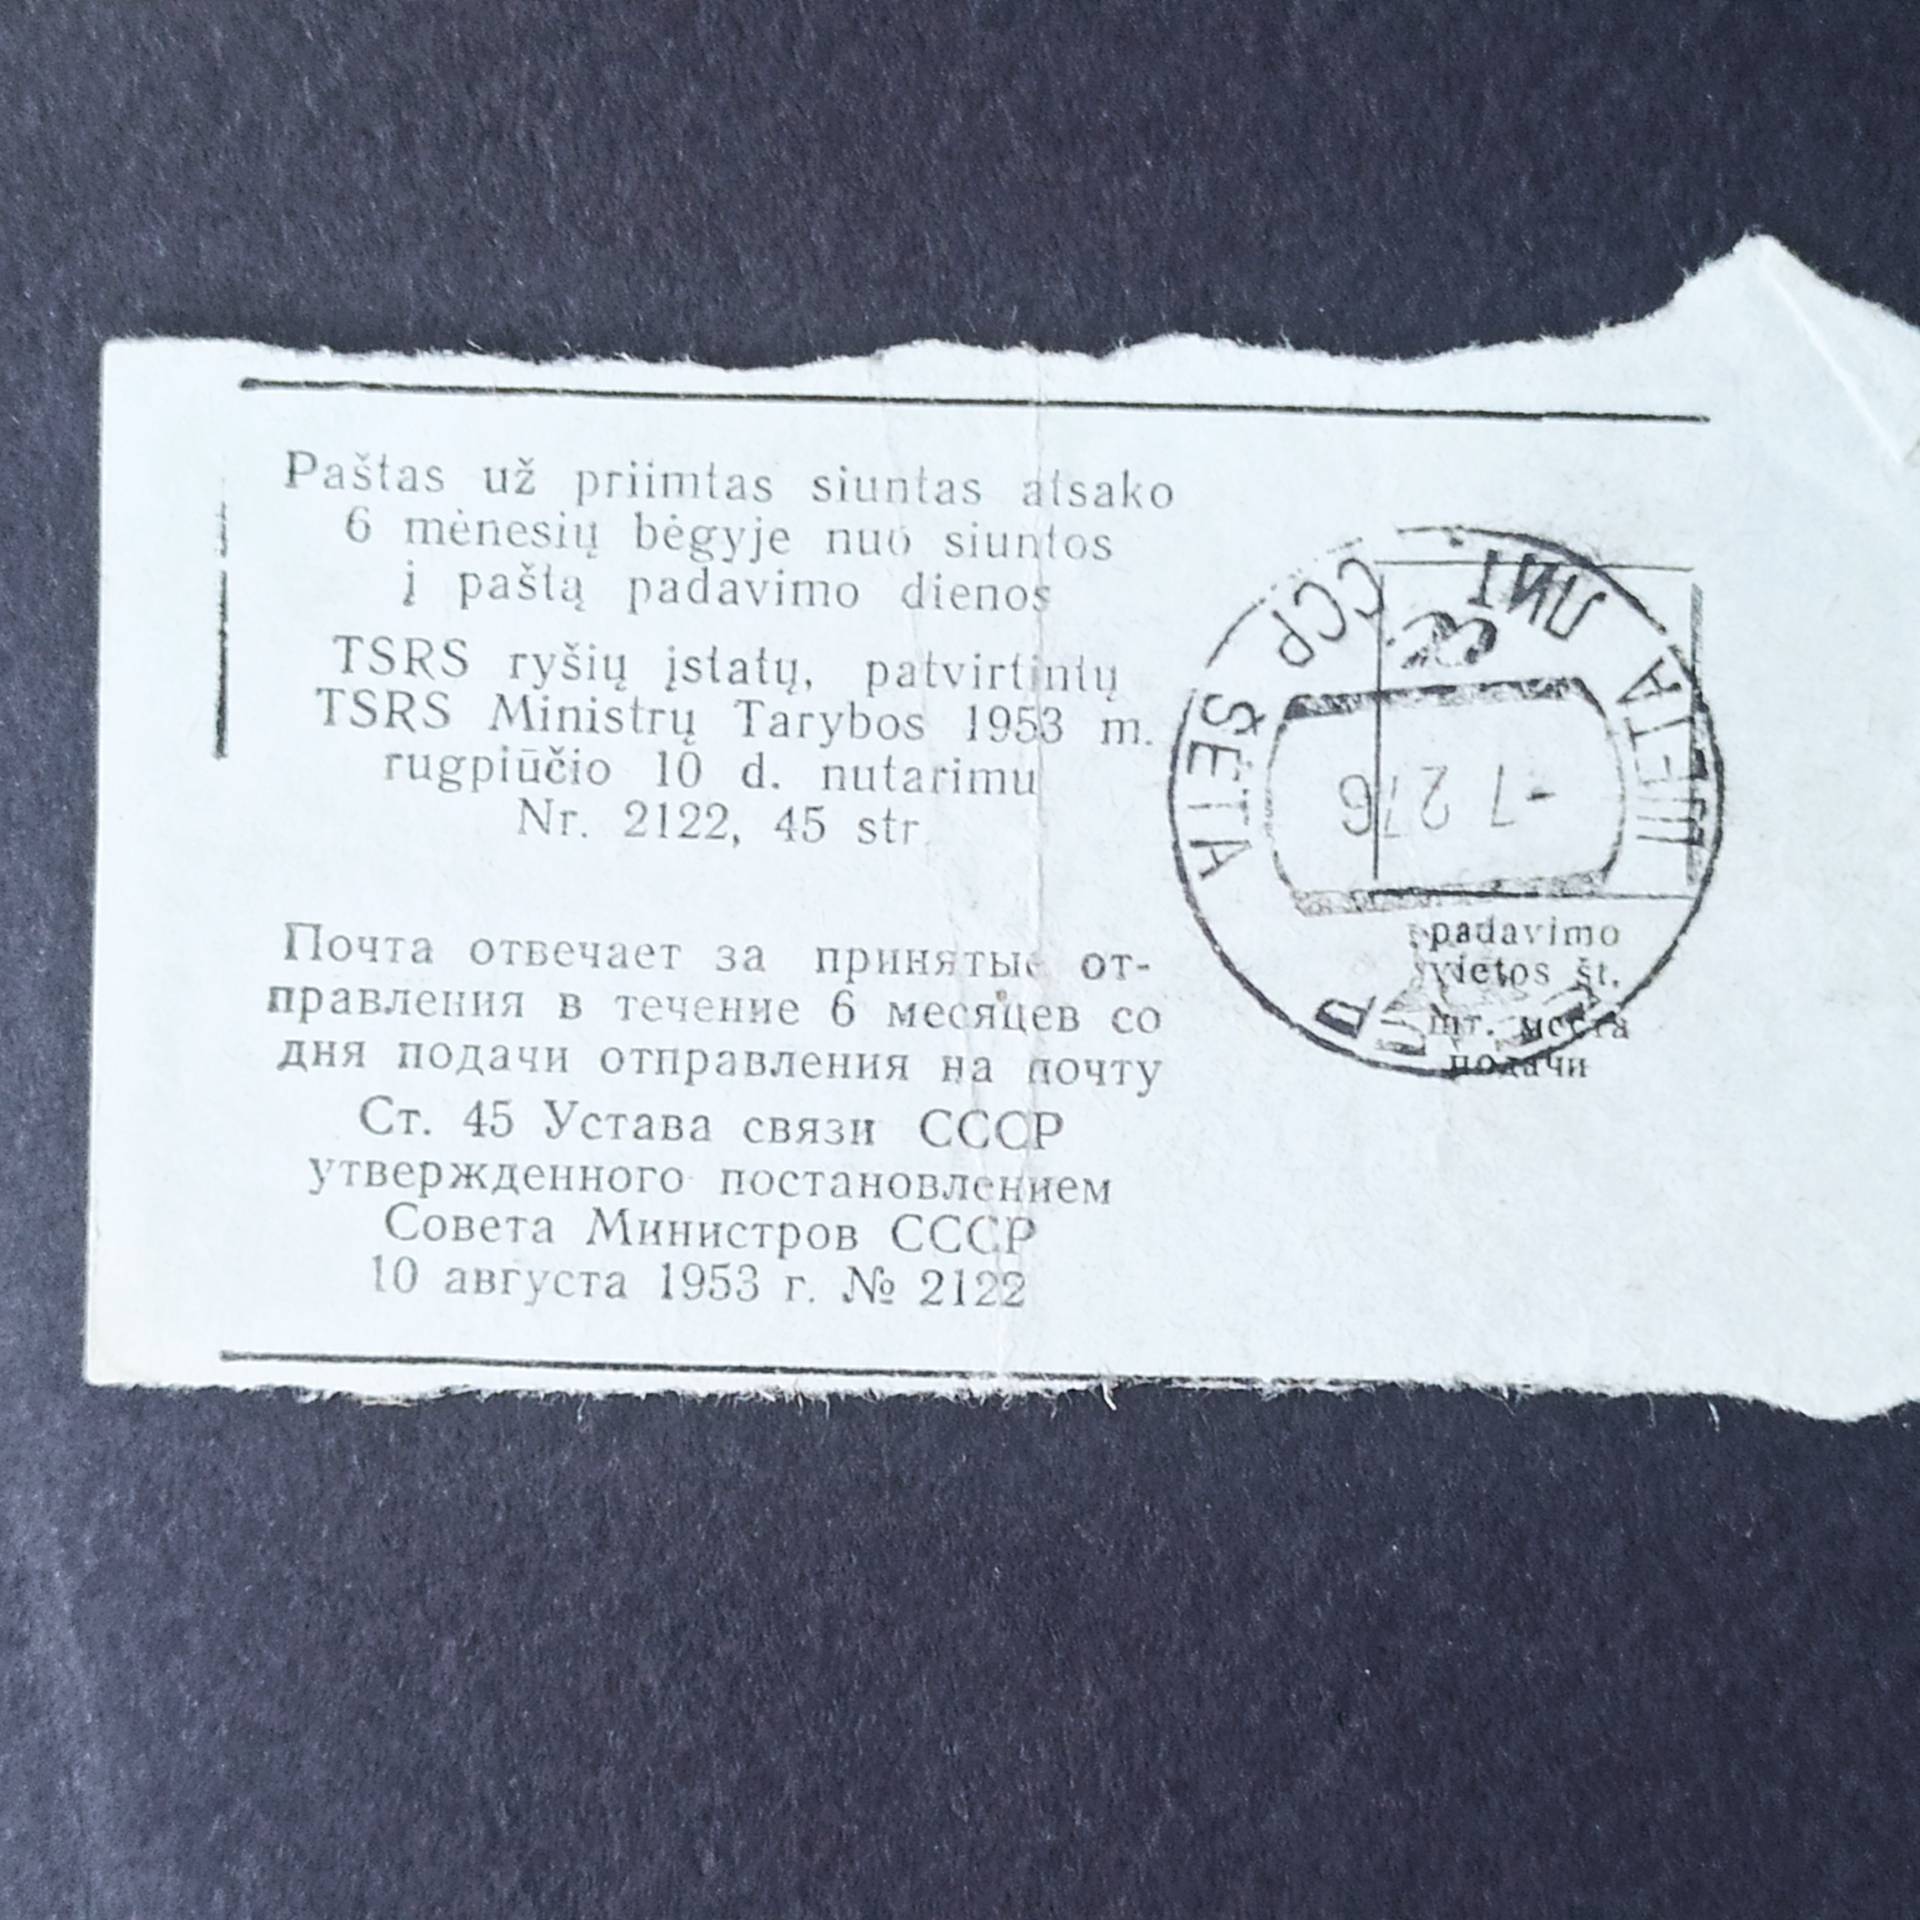 Paštas už priimtas siuntas atsako
6 mėnesių bėgyje nuo siuntos
į paštą padavimo dienos
TSRS ryšių įstatų, patvirtintų
TSRS Ministrų Tarybos 1953 m.
rugpiūčio 10 d. nutarimu
Nr. 2122, 45 str
Почта отвечает за принятые от-
правления в течение 6 месяцев со
дня подачи отправления на почту
Ст. 45 Устава связи СССР
утвержденного постановлением
Совета Министров СССР
10 августа 1953 г. № 2122
ШЕТА ЛИТ. ССР
ŠĖTA
-7 2 76
padavimo
vietos št.
шт. места
подачи